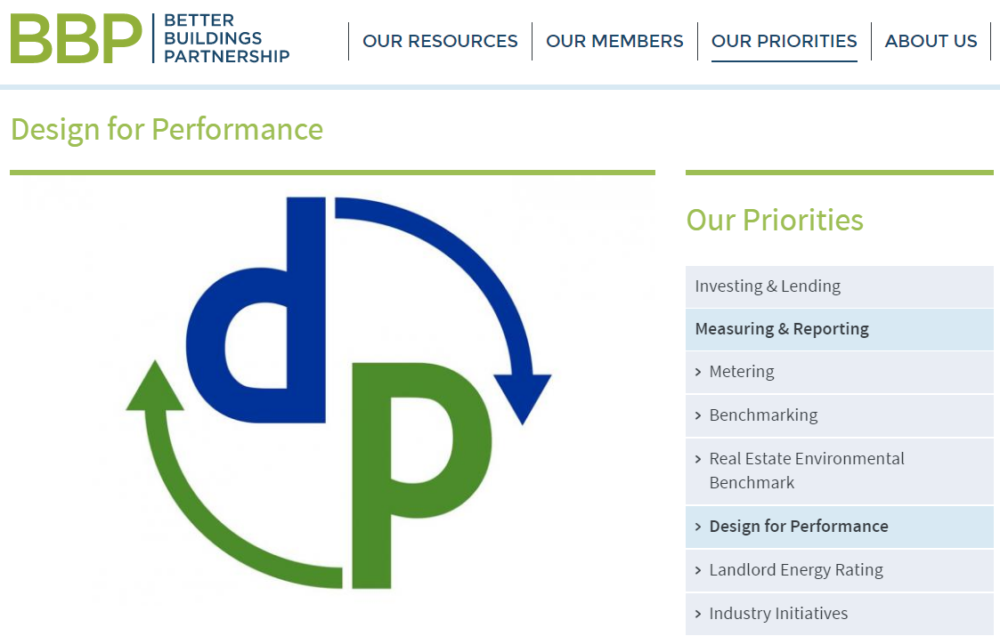 BBP
BETTER
BUILDINGS
PARTNERSHIP
OUR RESOURCES
OUR MEMBERS
OUR PRIORITIES
ABOUT US
Design for Performance
dp
Our Priorities
Investing & Lending
Measuring & Reporting
> Metering
> Benchmarking
> Real Estate Environmental
Benchmark
> Design for Performance
> Landlord Energy Rating
> Industry Initiatives